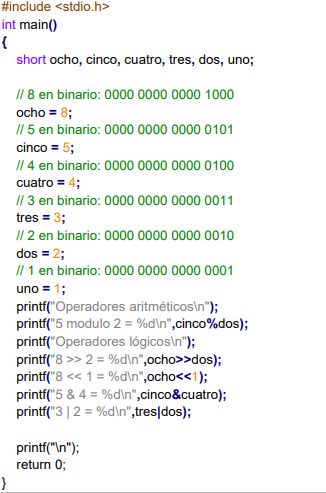 #include <stdio.h>
int main()
{
short ocho, cinco, cuatro, tres, dos, uno;
// 8 en binario: 0000 0000 0000 1000
ocho = 8;
// 5 en binario: 0000 0000 0000 0101
cinco = 5;
// 4 en binario: 0000 0000 0000 0100
cuatro = 4;
// 3 en binario: 0000 0000 0000 0011
tres = 3;
// 2 en binario: 0000 0000 0000 0010
dos = 2;
// 1 en binario: 0000 0000 0000 0001
uno = 1;
printf("Operadores aritméticos\n");
printf("5 modulo 2 = %d\n",cinco%dos);
printf("Operadores lógicos\n");
printf("8 >> 2 = %d\n",ocho>>dos);
printf("8 << 1 = %d\n",ocho<<1);
printf("5 & 4 = %d\n",cinco&cuatro);
printf("3 | 2 = %d\n",tres|dos);
printf("\n");
return 0;
}